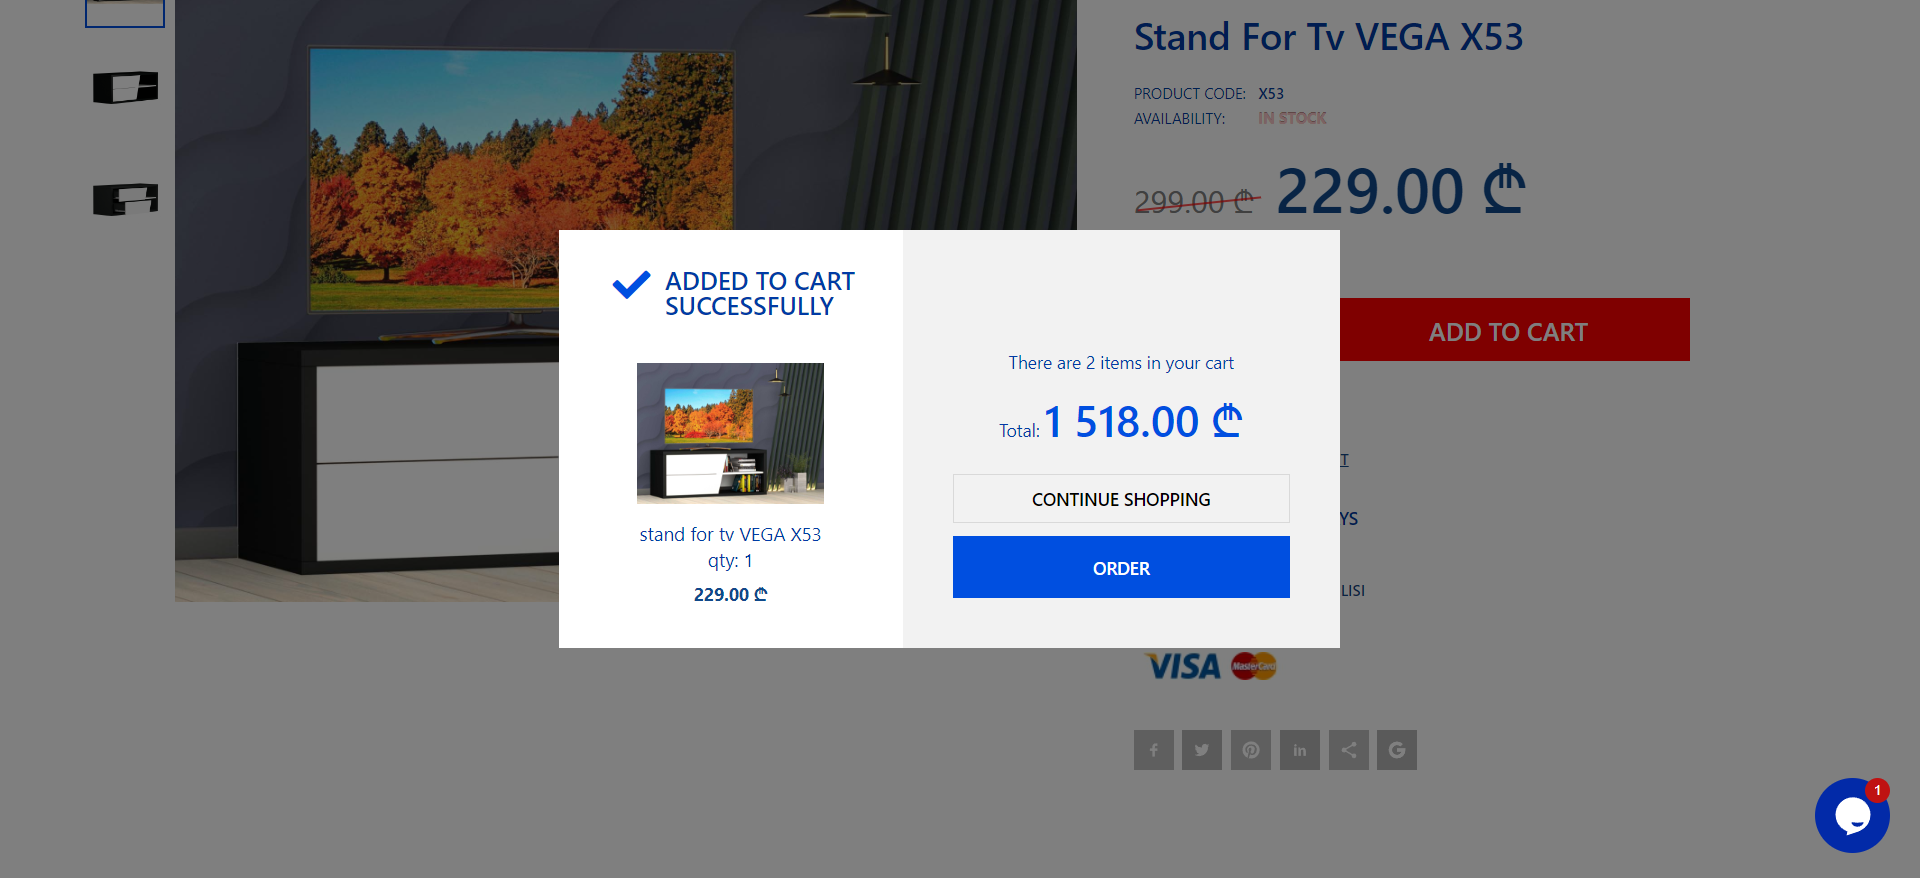 Stand For Tv VEGA X53
PRODUCT CODE: X53
AVAILABILITY: IN STOCK
299.00 ₾ 229.00 ₾
ADD TO CART
ADDED TO CART
SUCCESSFULLY
stand for tv VEGA X53
qty: 1
229.00 ₾
There are 2 items in your cart
Total: 1 518.00 ₾
CONTINUE SHOPPING
ORDER
VISA MasterCard
1